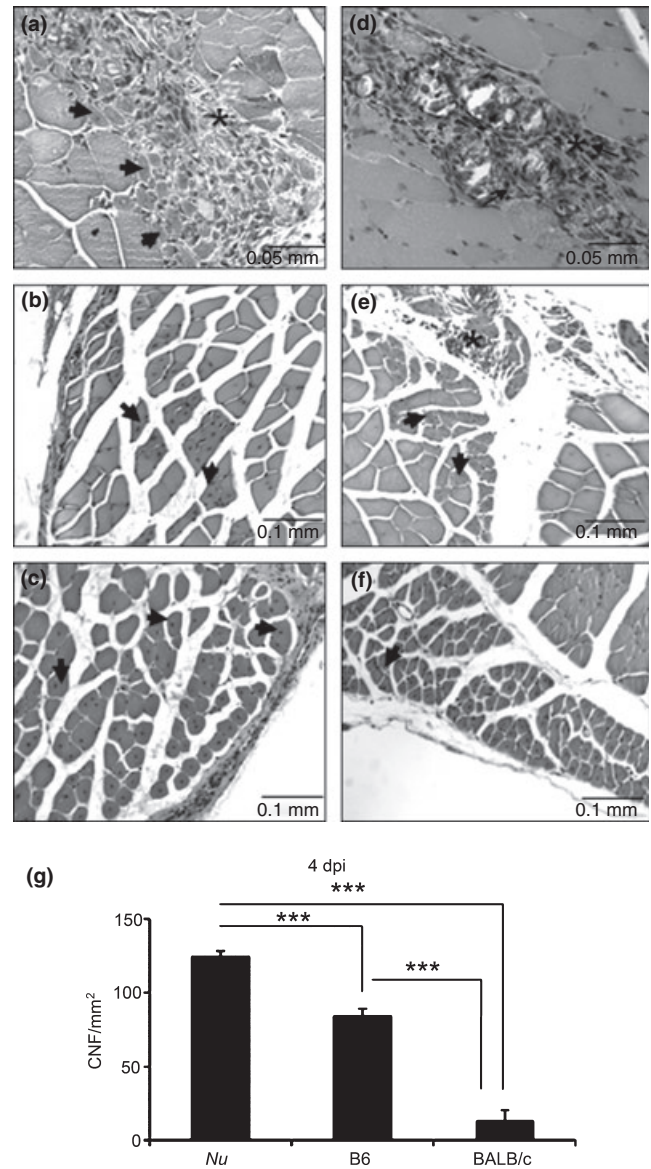 (a)
*
0.05 mm
(d)
*
0.05 mm
(b)
0.1 mm
(e)
*
0.1 mm
(c)
0.1 mm
(f)
0.1 mm
(g)
4 dpi
***
***
***
150
100
50
0
CNF/mm²
Nu
B6
BALB/c